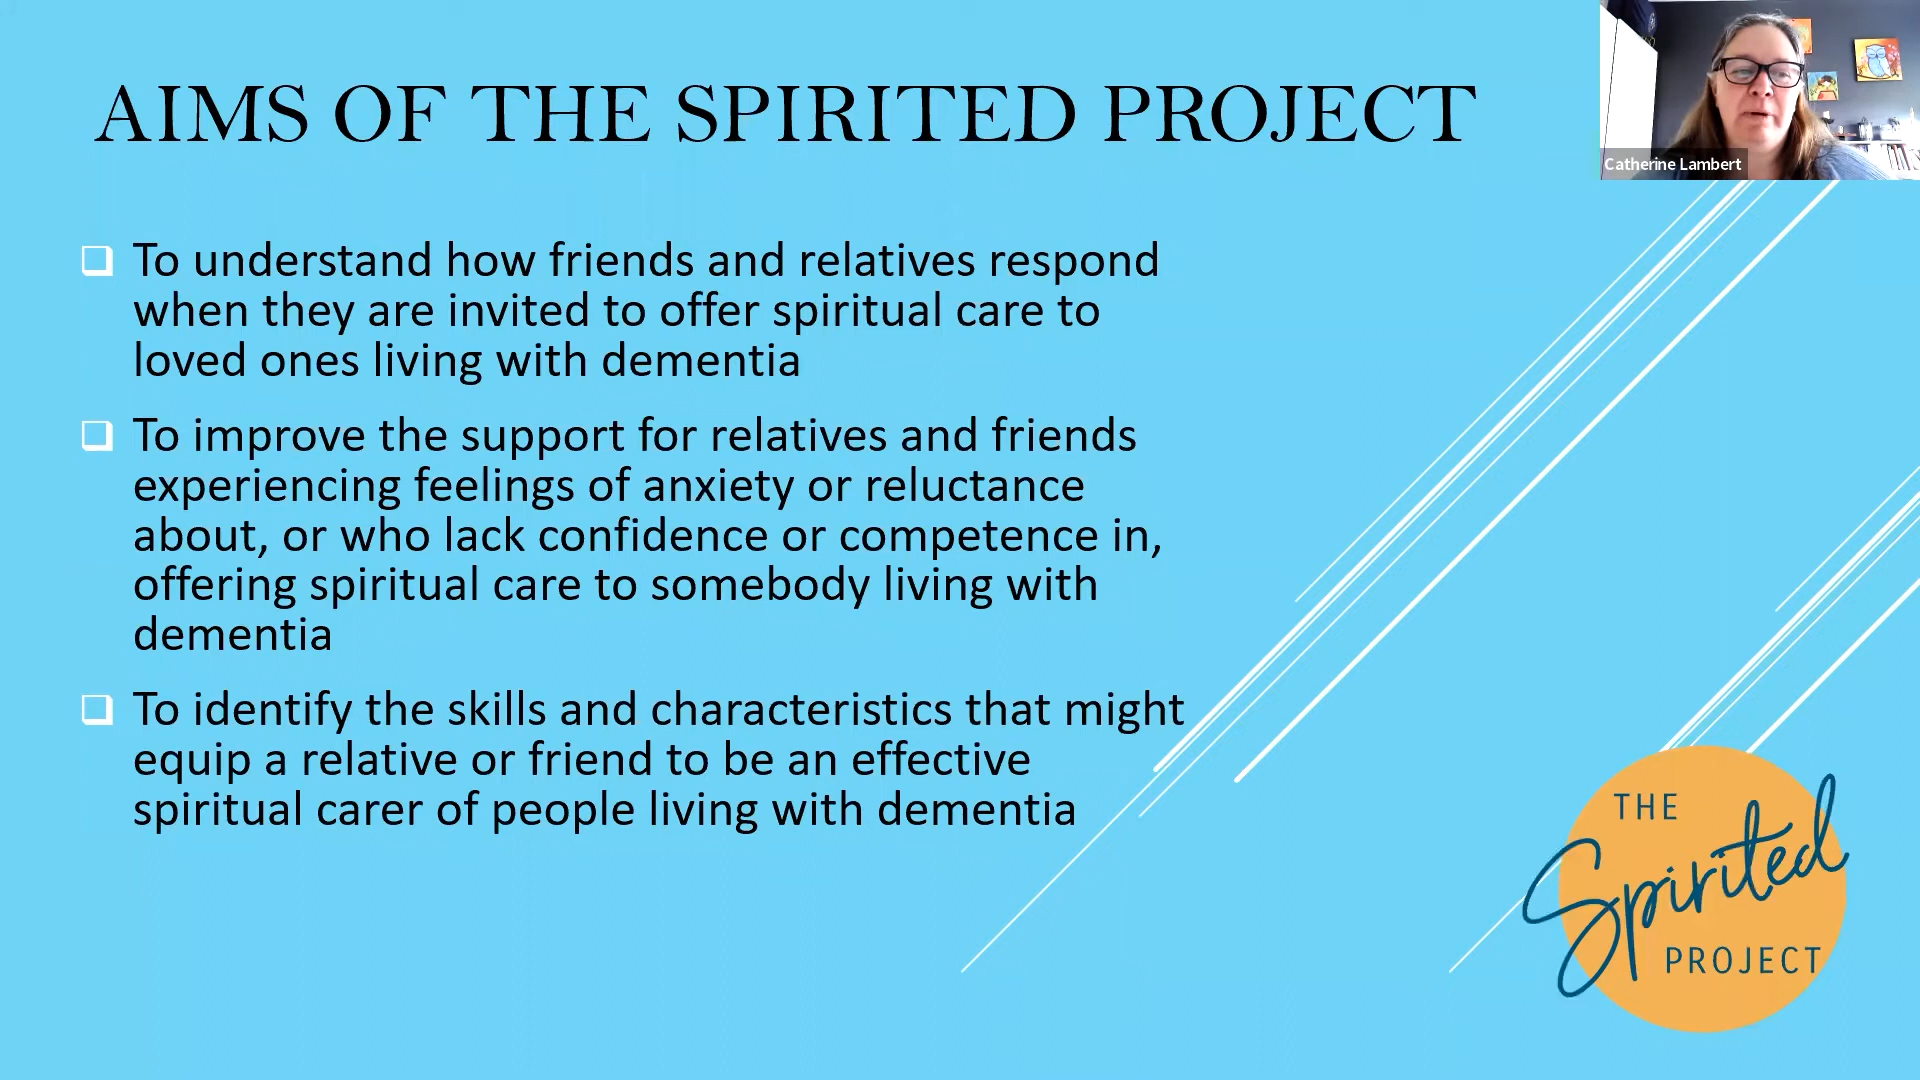 AIMS OF THE SPIRITED PROJECT
Catherine Lambert
To understand how friends and relatives respond
when they are invited to offer spiritual care to
loved ones living with dementia
To improve the support for relatives and friends
experiencing feelings of anxiety or reluctance
about, or who lack confidence or competence in,
offering spiritual care to somebody living with
dementia
To identify the skills and characteristics that might
equip a relative or friend to be an effective
spiritual carer of people living with dementia
THE
Spirited
PROJECT